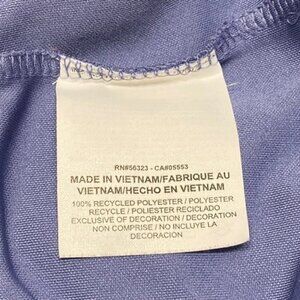 RN#56323 - CA#05553
MADE IN VIETNAM/FABRIQUE AU
VIETNAM/HECHO EN VIETNAM
100% RECYCLED POLYESTER / POLYESTER
RECYCLE / POLIESTER RECICLADO
EXCLUSIVE OF DECORATION / DECORATION
NON COMPRISE / NO INCLUYE LA
DECORACION